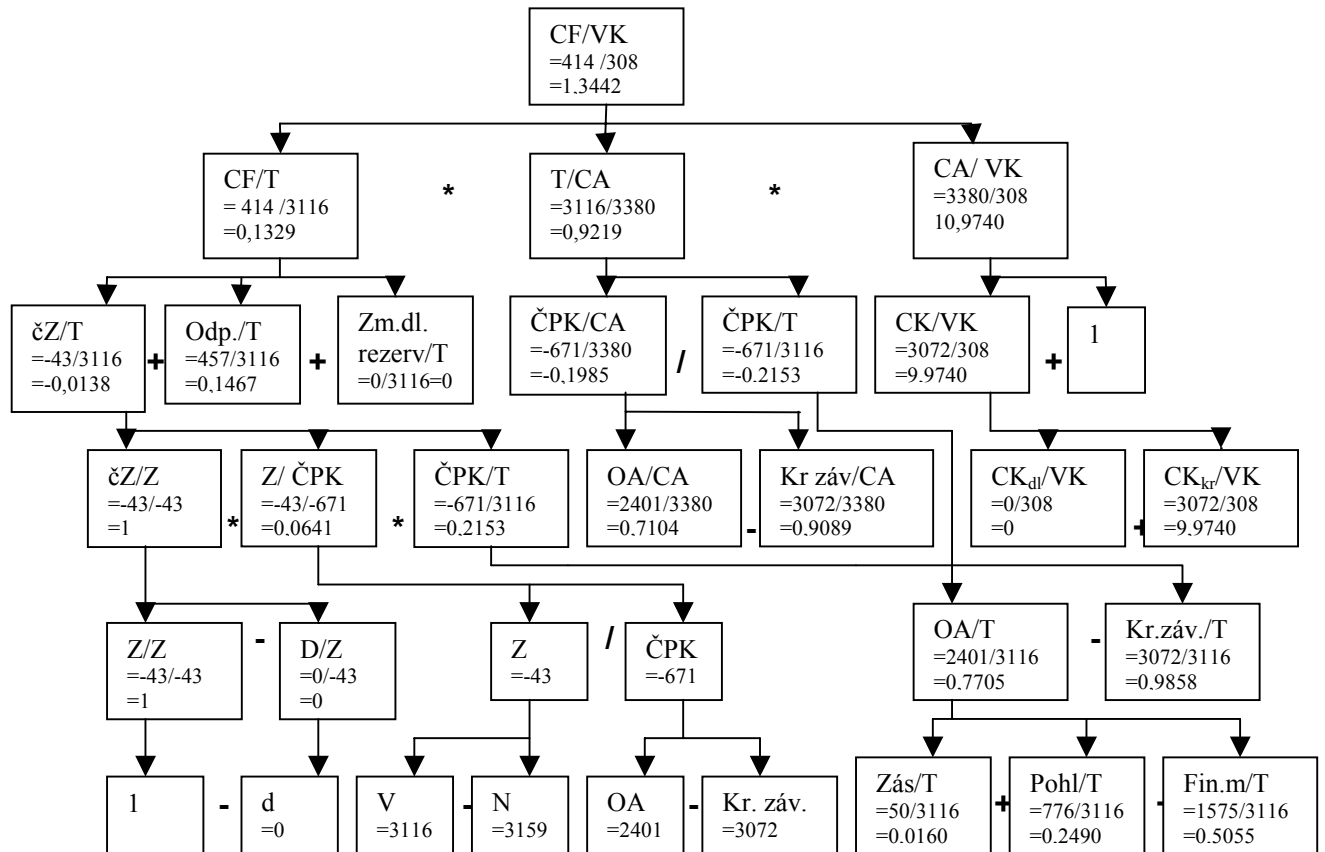 CF/VK
=414 /308
=1,3442
CF/T
= 414 /3116
=0,1329
*
T/CA
=3116/3380
=0,9219
*
CA/ VK
=3380/308
10,9740
čZ/T
=-43/3116
=-0,0138
+
Odp./T
=457/3116
=0,1467
+
Zm.dl.
rezerv/T
=0/3116=0
ČPK/CA
=-671/3380
=-0,1985
/
ČPK/T
=-671/3116
=-0,2153
CK/VK
=3072/308
=9,9740
+
1
čZ/Z
=-43/-43
=1
*
Z/ ČPK
=-43/-671
=0,0641
*
ČPK/T
=-671/3116
=0,2153
OA/CA
=2401/3380
=0,7104
-
Kr záv/CA
=3072/3380
=0,9089
CKdl/VK
=0/308
=0
+
CKkr/VK
=3072/308
=9,9740
Z/Z
=-43/-43
=1
-
D/Z
=0/-43
=0
Z
=-43
/
ČPK
=-671
OA/T
=2401/3116
=0,7705
-
Kr.záv./T
=3072/3116
=0,9858
1
-
d
=0
V
=3116
-
N
=3159
OA
=2401
-
Kr. záv.
=3072
Zás/T
=50/3116
=0,0160
+
Pohl/T
=776/3116
=0,2490
-
Fin.m/T
=1575/3116
=0,5055